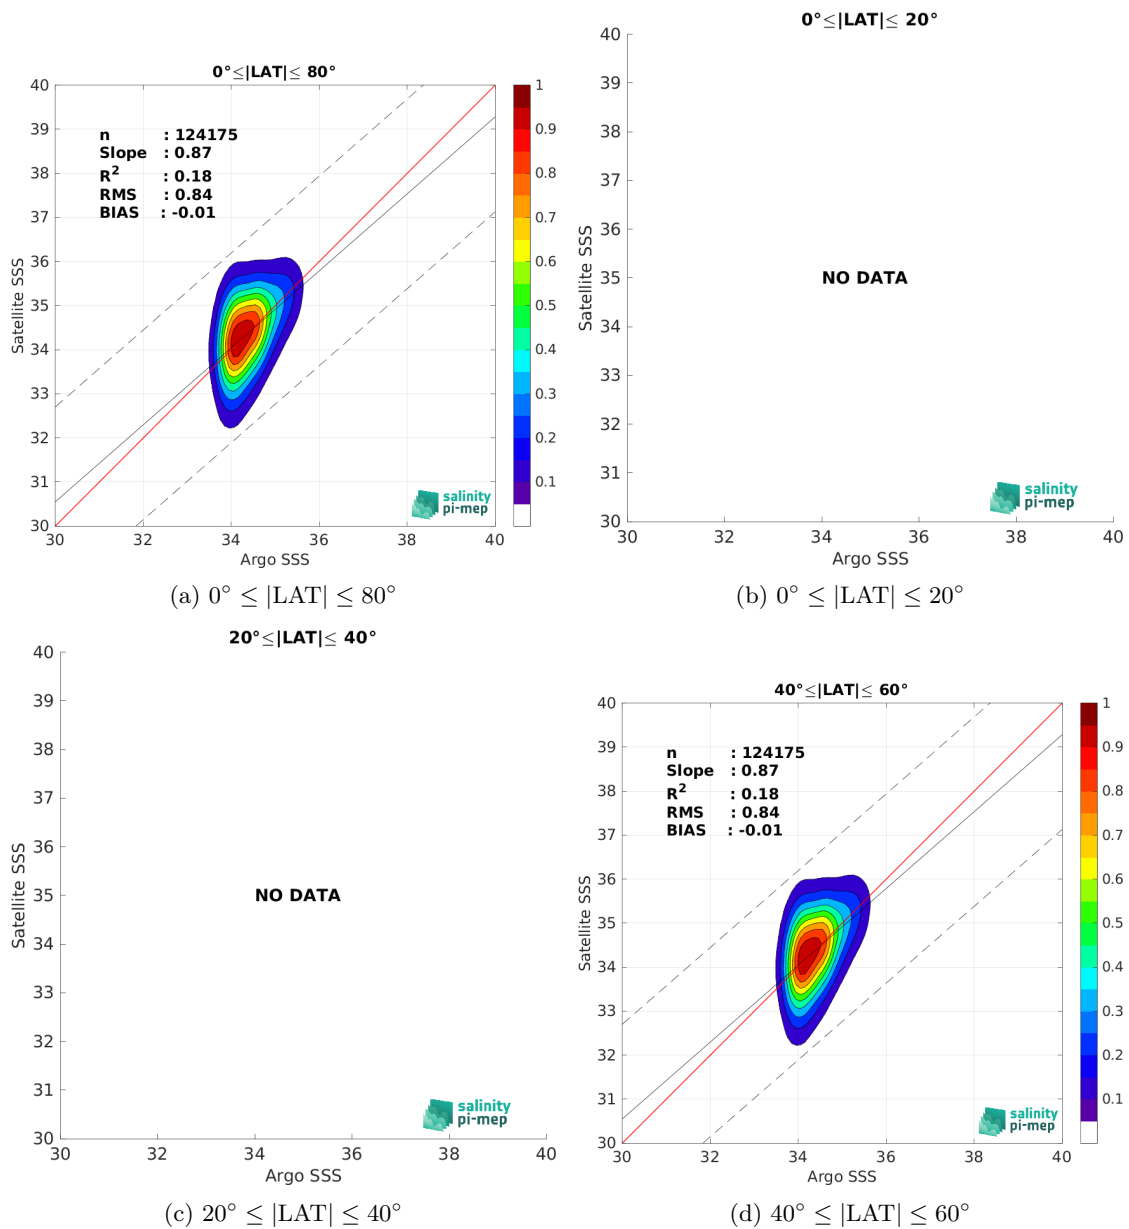 0°≤|LAT|≤ 80°
40
39
38
37
36
35
34
33
32
31
30
Satellite SSS
n : 124175
Slope : 0.87
R² : 0.18
RMS : 0.84
BIAS : -0.01
salinity
pi-mep
30 32 34 36 38 40
Argo SSS
1
0.9
0.8
0.7
0.6
0.5
0.4
0.3
0.2
0.1
(a) 0° ≤ |LAT| ≤ 80°
0°≤|LAT|≤ 20°
40
39
38
37
36
35
34
33
32
31
30
Satellite SSS
NO DATA
salinity
pi-mep
30 32 34 36 38 40
Argo SSS
(b) 0° ≤ |LAT| ≤ 20°
20°≤|LAT|≤ 40°
40
39
38
37
36
35
34
33
32
31
30
Satellite SSS
NO DATA
salinity
pi-mep
30 32 34 36 38 40
Argo SSS
(c) 20° ≤ |LAT| ≤ 40°
40°≤|LAT|≤ 60°
40
39
38
37
36
35
34
33
32
31
30
Satellite SSS
n : 124175
Slope : 0.87
R² : 0.18
RMS : 0.84
BIAS : -0.01
salinity
pi-mep
30 32 34 36 38 40
Argo SSS
1
0.9
0.8
0.7
0.6
0.5
0.4
0.3
0.2
0.1
(d) 40° ≤ |LAT| ≤ 60°